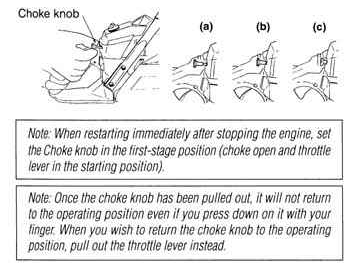 Choke knob
(a)
(b)
(c)
Note: When restarting immediately after stopping the engine, set
the Choke knob in the first-stage position (choke open and throttle
lever in the starting position).
Note: Once the choke knob has been pulled out, it will not return
to the operating position even if you press down on it with your
finger. When you wish to return the choke knob to the operating
position, pull out the throttle lever instead.